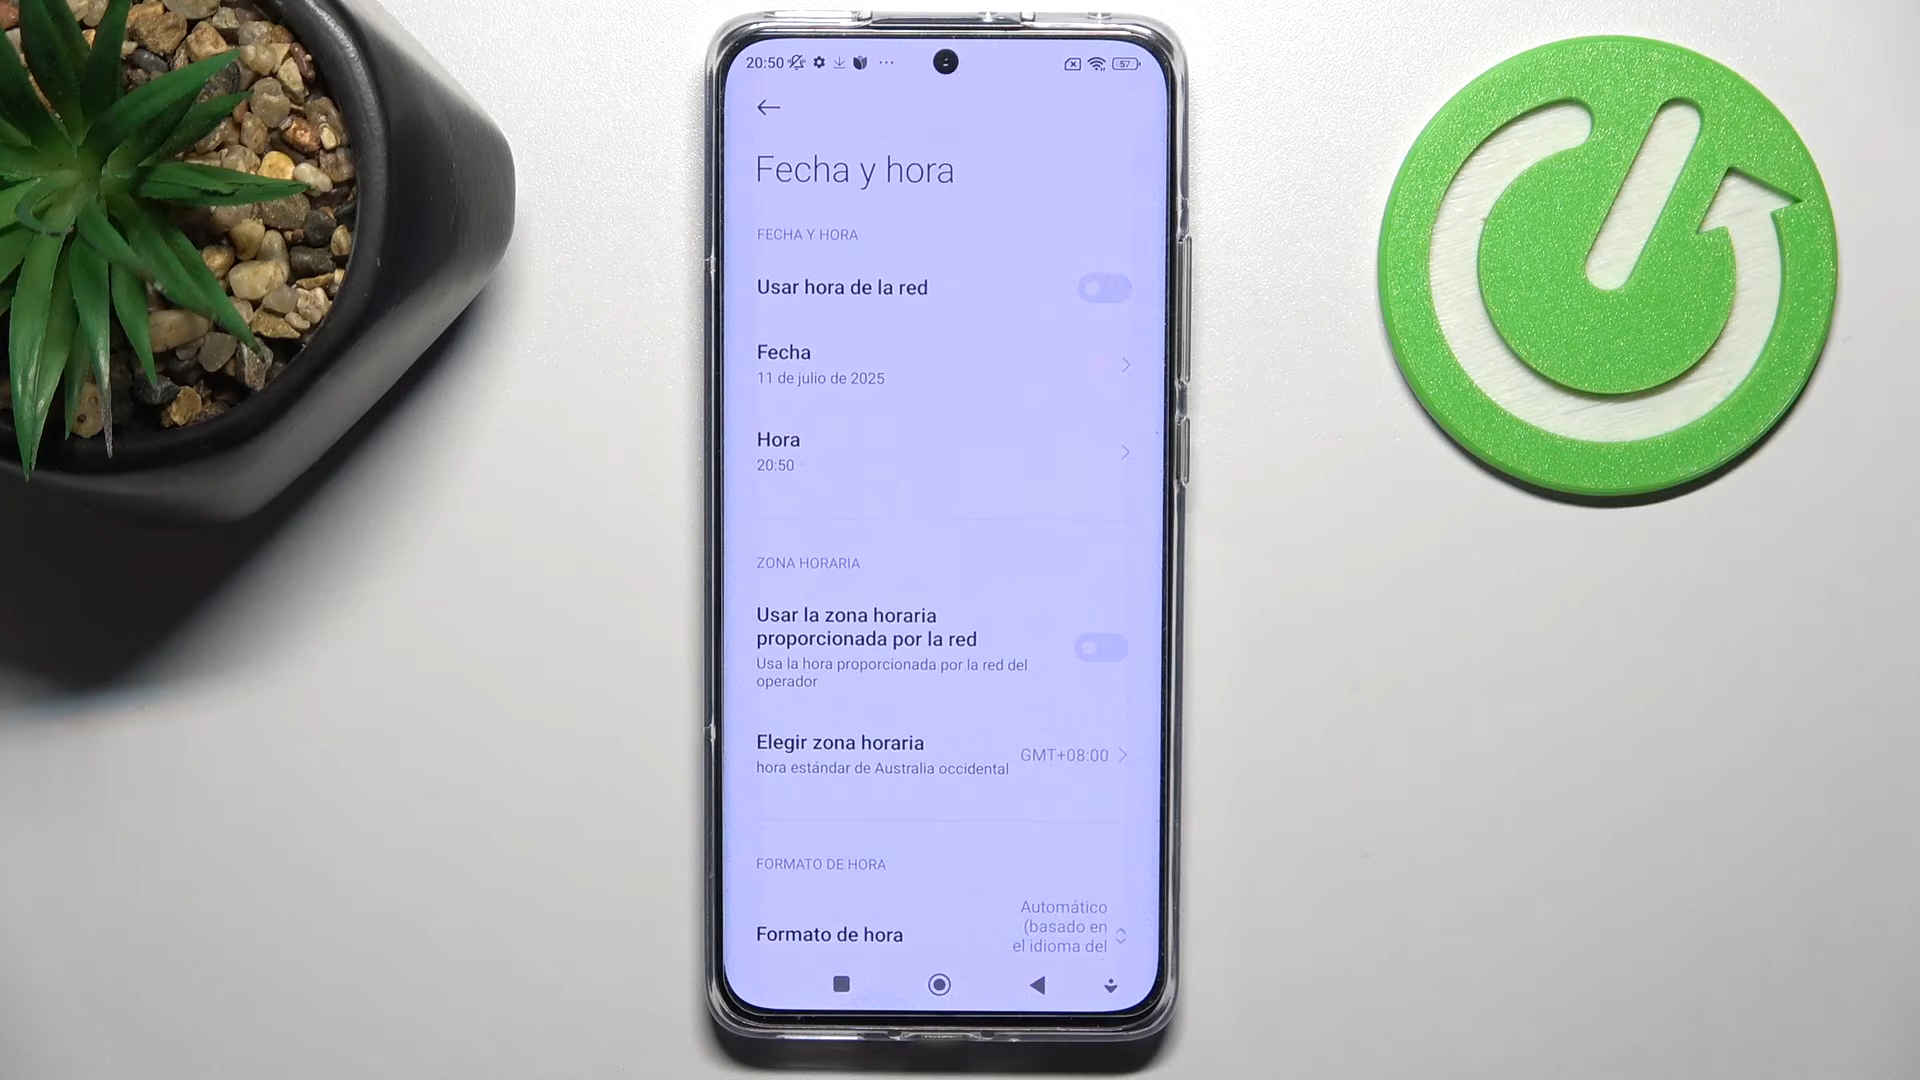 20:50
57
Fecha y hora
FECHA Y HORA
Usar hora de la red
Fecha
11 de julio de 2025
Hora
20:50
ZONA HORARIA
Usar la zona horaria
proporcionada por la red
Usa la hora proporcionada por la red del
operador
Elegir zona horaria
GMT+08:00
hora estándar de Australia occidental
FORMATO DE HORA
Automático
(basado en
el idioma del
Formato de hora